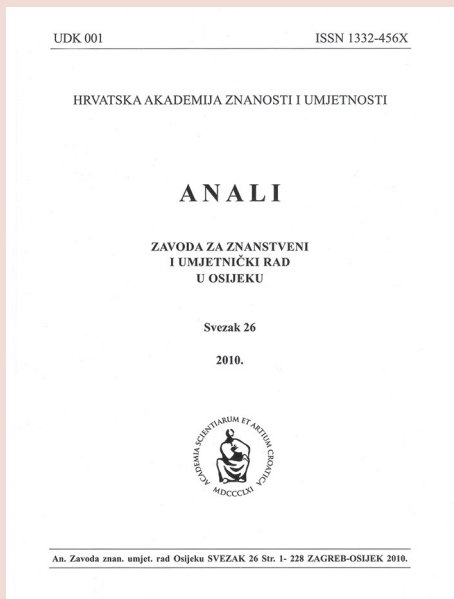 UDK 001 ISSN 1332-456X
HRVATSKA AKADEMIJA ZNANOSTI I UMJETNOSTI
ANALI
ZAVODA ZA ZNANSTVENI
I UMJETNIČKI RAD
U OSIJEKU
Svezak 26
2010.
ACADEMIA SCIENTIARUM ET ARTIUM CROATICA
MDCCCLXI
An. Zavoda znan. umjet. rad Osijeku SVEZAK 26 Str. 1- 228 ZAGREB-OSIJEK 2010.